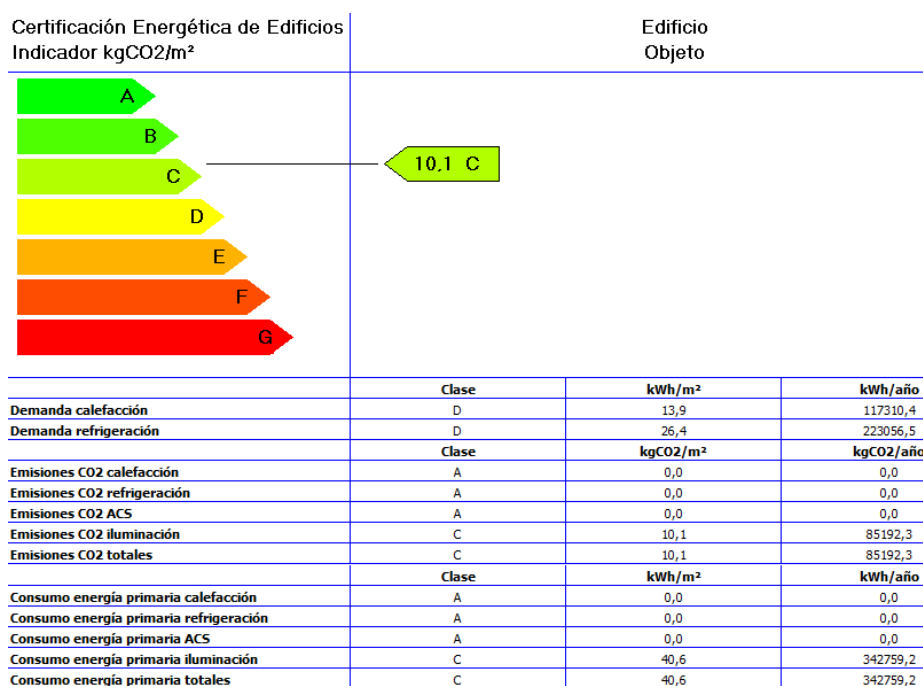 Certificación Energética de Edificios
Indicador kgCO2/m²
Edificio
Objeto
A
B
C
10,1 C
D
E
F
G
Clase kWh/m² kWh/año
Demanda calefacción D 13,9 117310,4
Demanda refrigeración D 26,4 223056,5
Clase kgCO2/m² kgCO2/año
Emisiones CO2 calefacción A 0,0 0,0
Emisiones CO2 refrigeración A 0,0 0,0
Emisiones CO2 ACS A 0,0 0,0
Emisiones CO2 iluminación C 10,1 85192,3
Emisiones CO2 totales C 10,1 85192,3
Clase kWh/m² kWh/año
Consumo energía primaria calefacción A 0,0 0,0
Consumo energía primaria refrigeración A 0,0 0,0
Consumo energía primaria ACS A 0,0 0,0
Consumo energía primaria iluminación C 40,6 342759,2
Consumo energía primaria totales C 40,6 342759,2